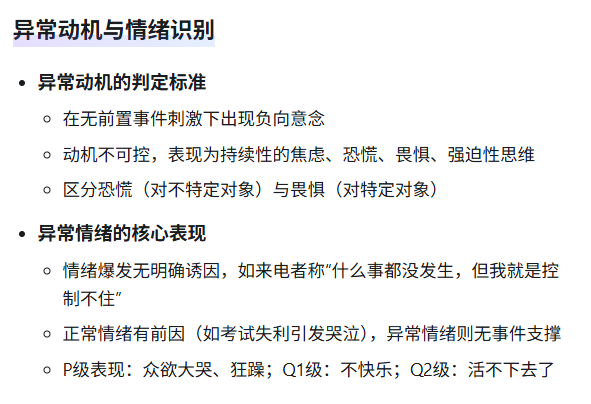 异常动机与情绪识别
异常动机的判定标准
在无前置事件刺激下出现负向意念
动机不可控，表现为持续性的焦虑、恐慌、畏惧、强迫性思维
区分恐慌（对不特定对象）与畏惧（对特定对象）
异常情绪的核心表现
情绪爆发无明确诱因，如来电者称“什么事都没发生，但我就是控
制不住”
正常情绪有前因（如考试失利引发哭泣），异常情绪则无事件支撑
P级表现：众欲大哭、狂躁；Q1级：不快乐；Q2级：活不下去了